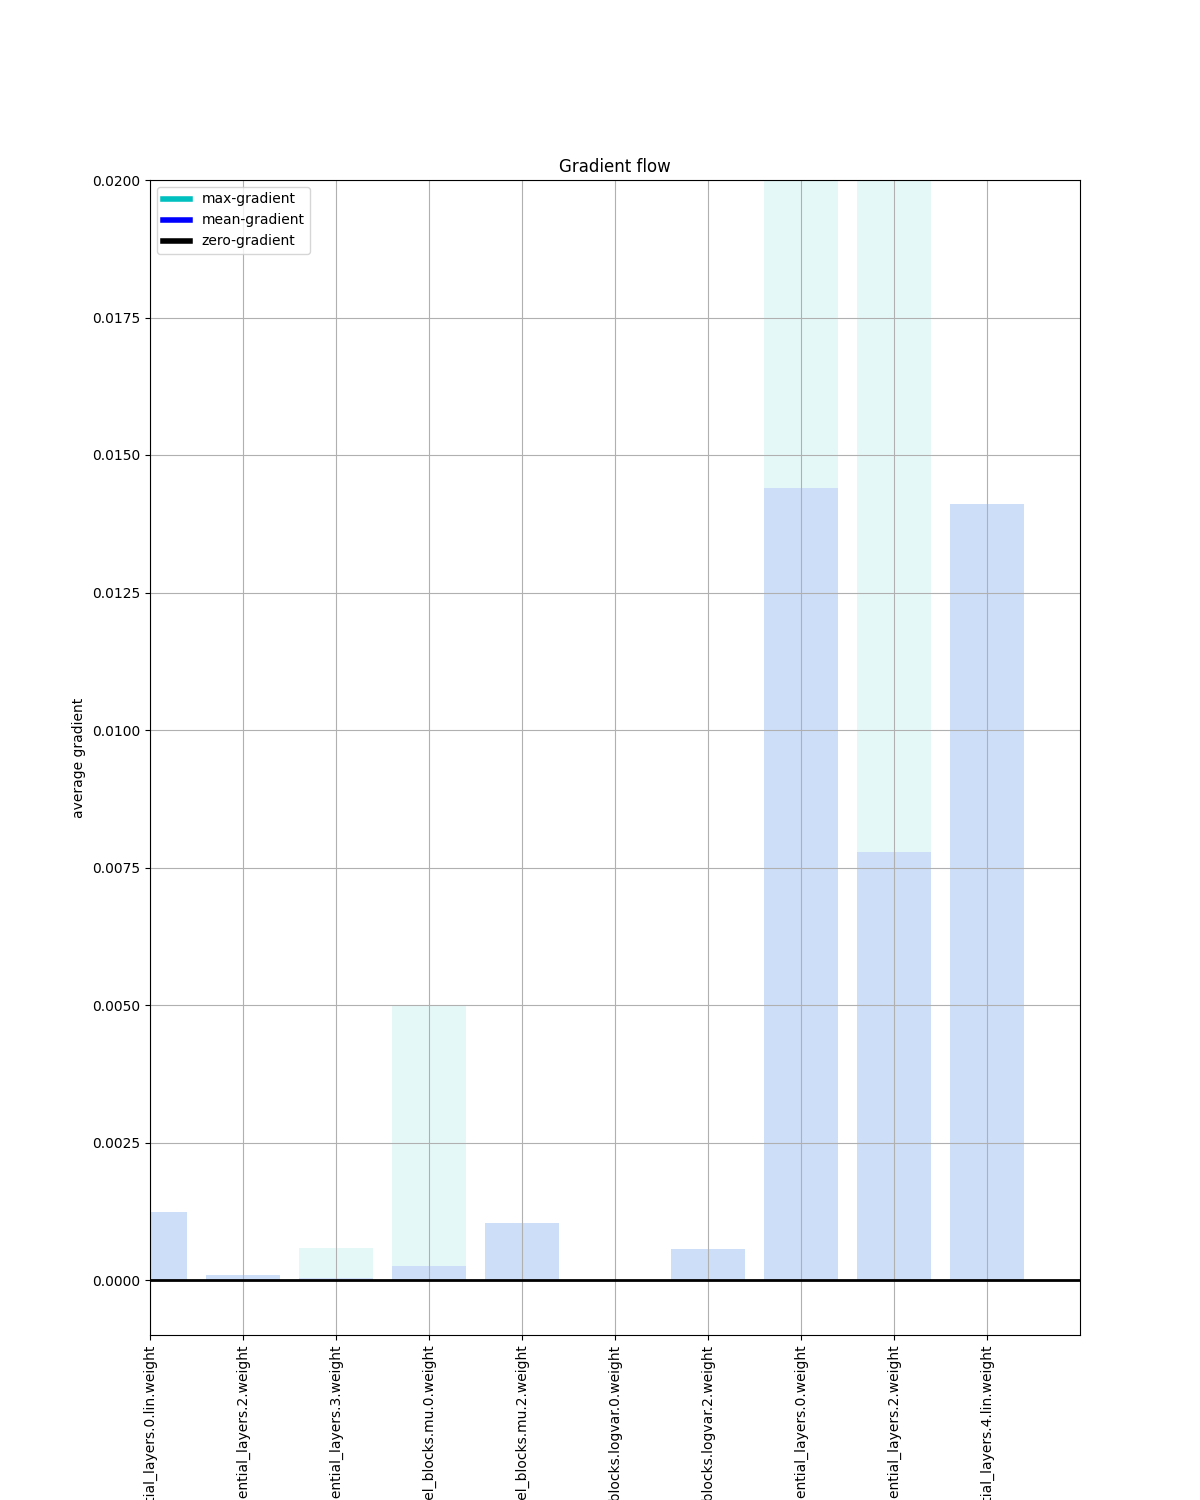 Gradient flow
max-gradient
mean-gradient
zero-gradient
0.0200
0.0175
0.0150
0.0125
0.0100
0.0075
0.0050
0.0025
0.0000
average gradient
tial_layers.0.lin.weight
ential_layers.2.weight
ential_layers.3.weight
el_blocks.mu.0.weight
el_blocks.mu.2.weight
blocks.logvar.0.weight
blocks.logvar.2.weight
ential_layers.0.weight
ential_layers.2.weight
tial_layers.4.lin.weight